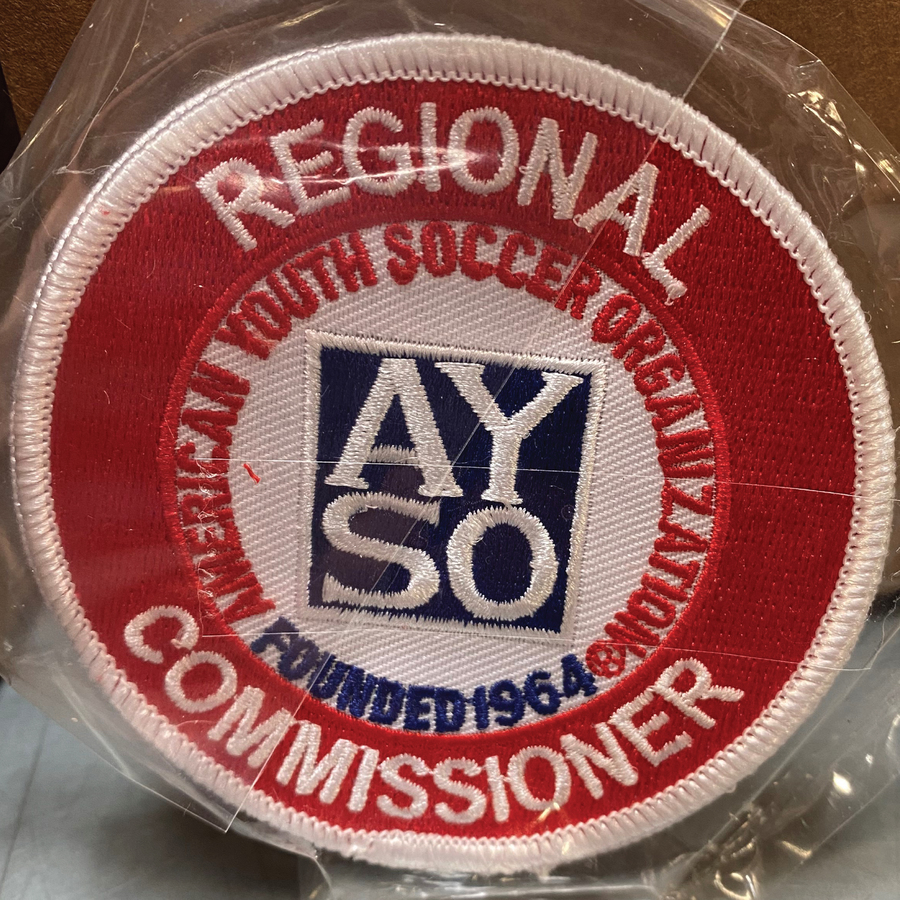 REGIONAL
AMERICAN YOUTH SOCCER ORGANIZATION®
AY
SO
FOUNDED 1964
COMMISSIONER